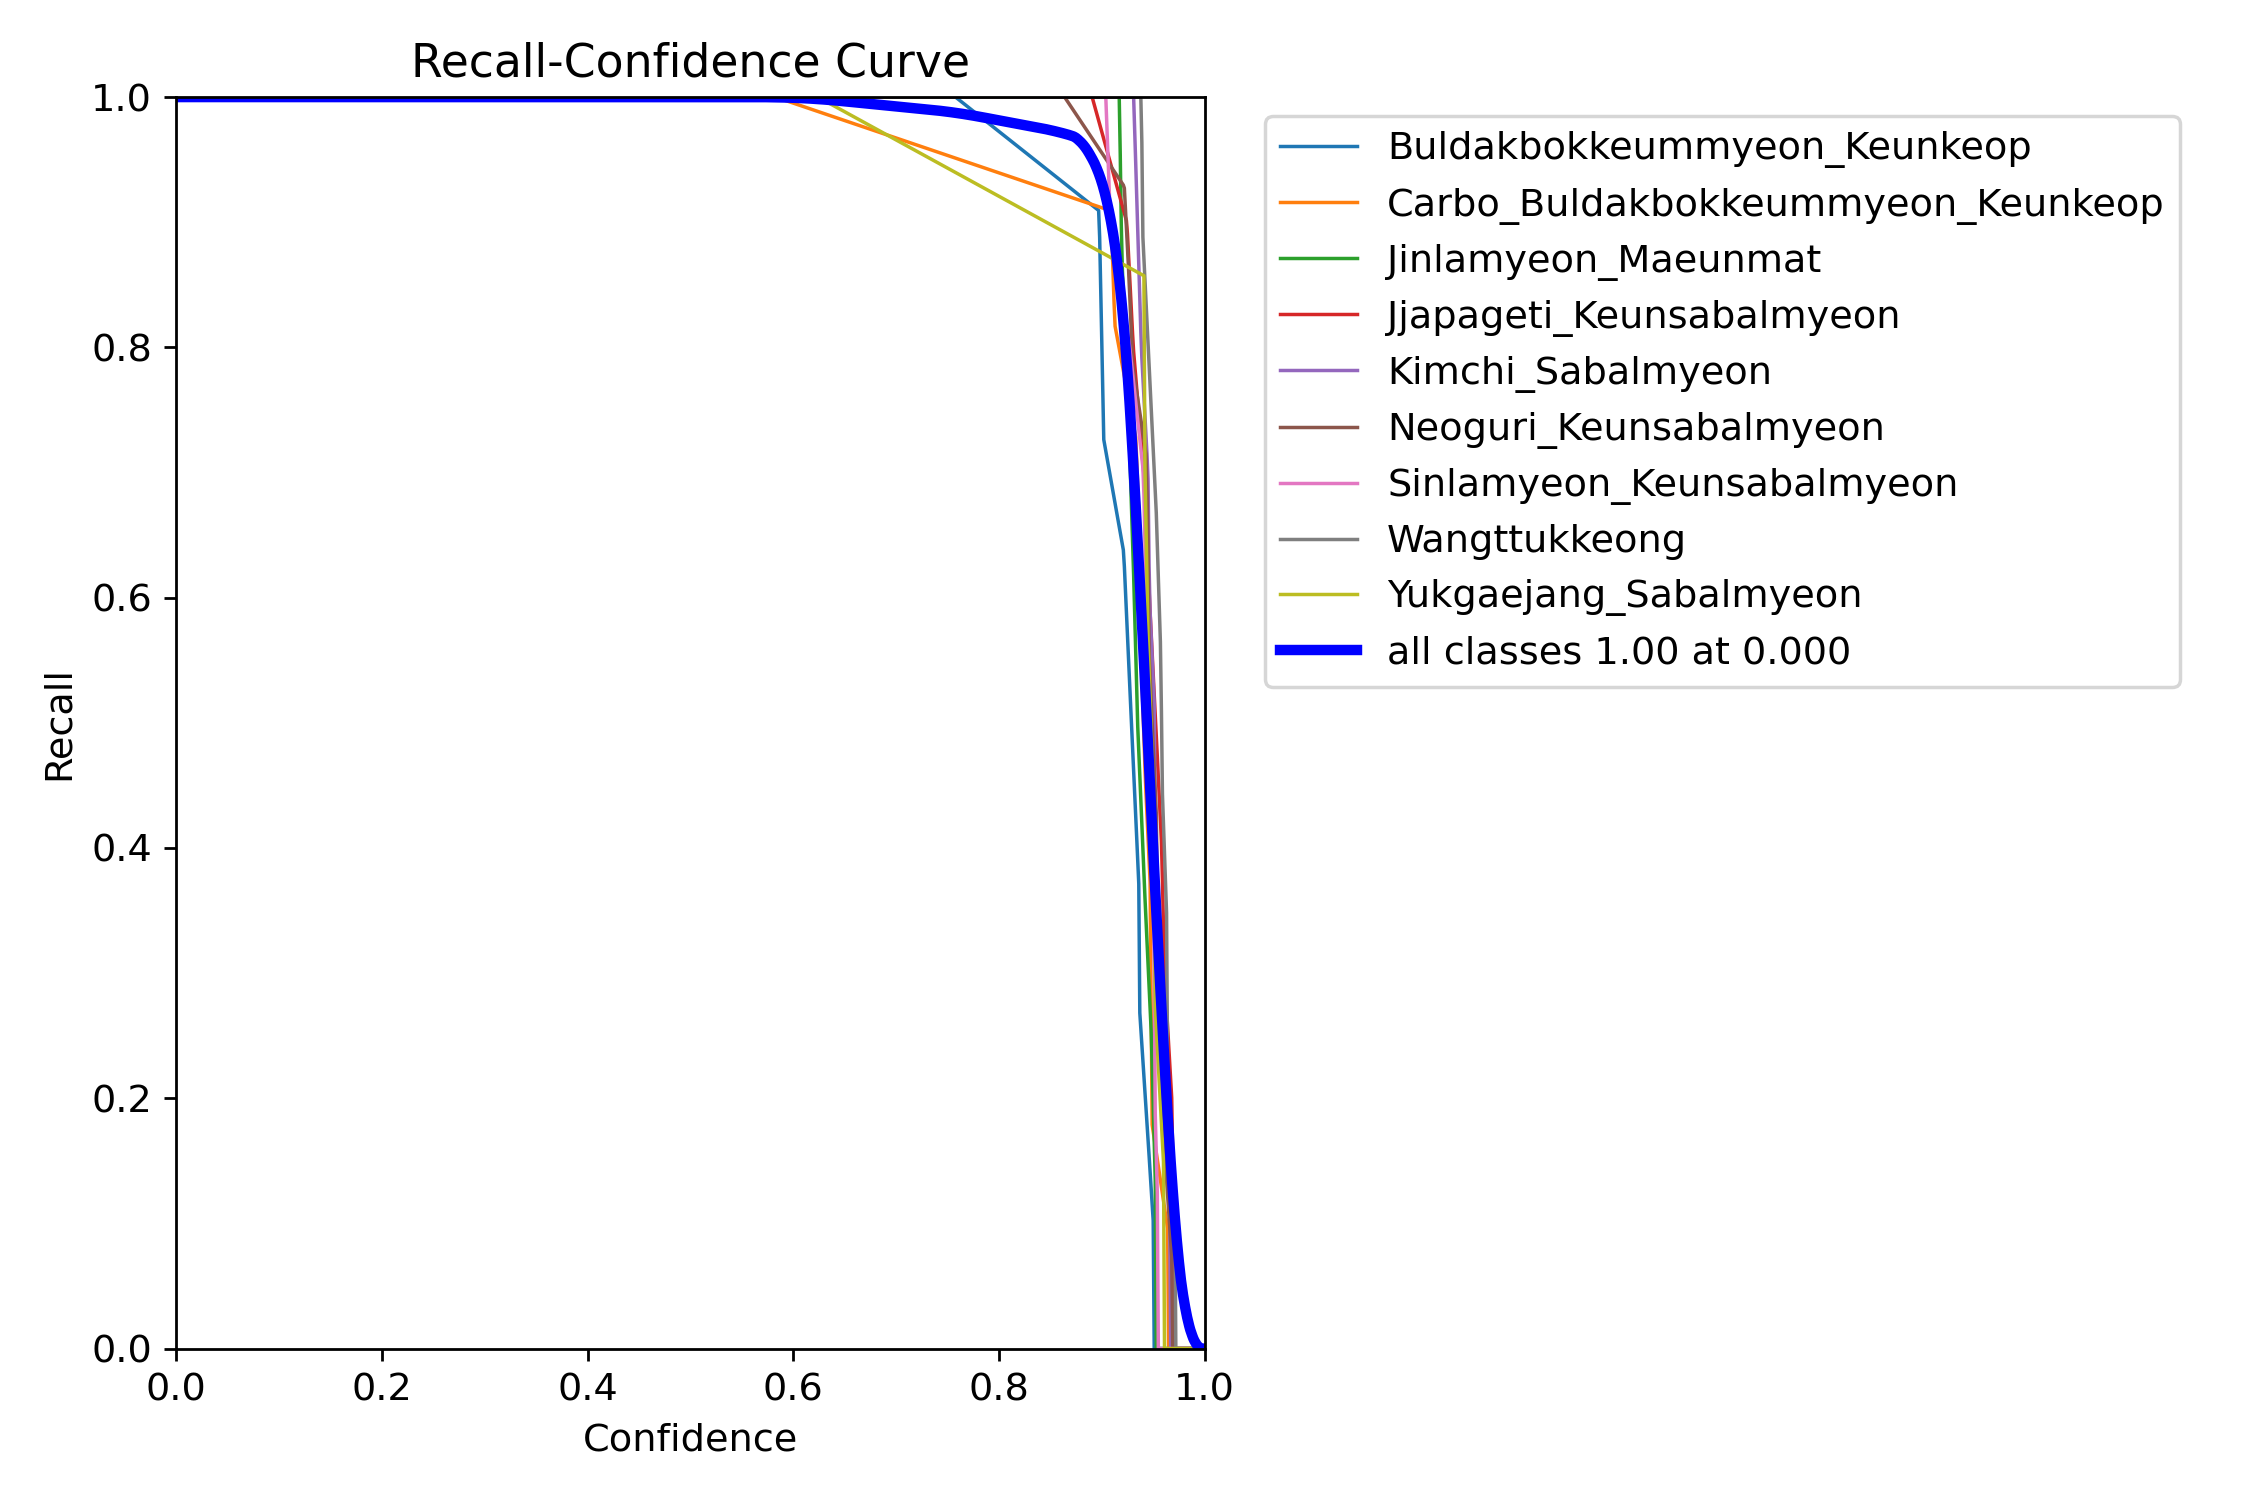 Recall-Confidence Curve
1.0
0.8
0.6
0.4
0.2
0.0
Recall
0.0 0.2 0.4 0.6 0.8 1.0
Confidence
Buldakbokkeummyeon_Keunkeop
Carbo_Buldakbokkeummyeon_Keunkeop
Jinlamyeon_Maeunmat
Jjapageti_Keunsabalmyeon
Kimchi_Sabalmyeon
Neoguri_Keunsabalmyeon
Sinlamyeon_Keunsabalmyeon
Wangttukkeong
Yukgaejang_Sabalmyeon
all classes 1.00 at 0.000